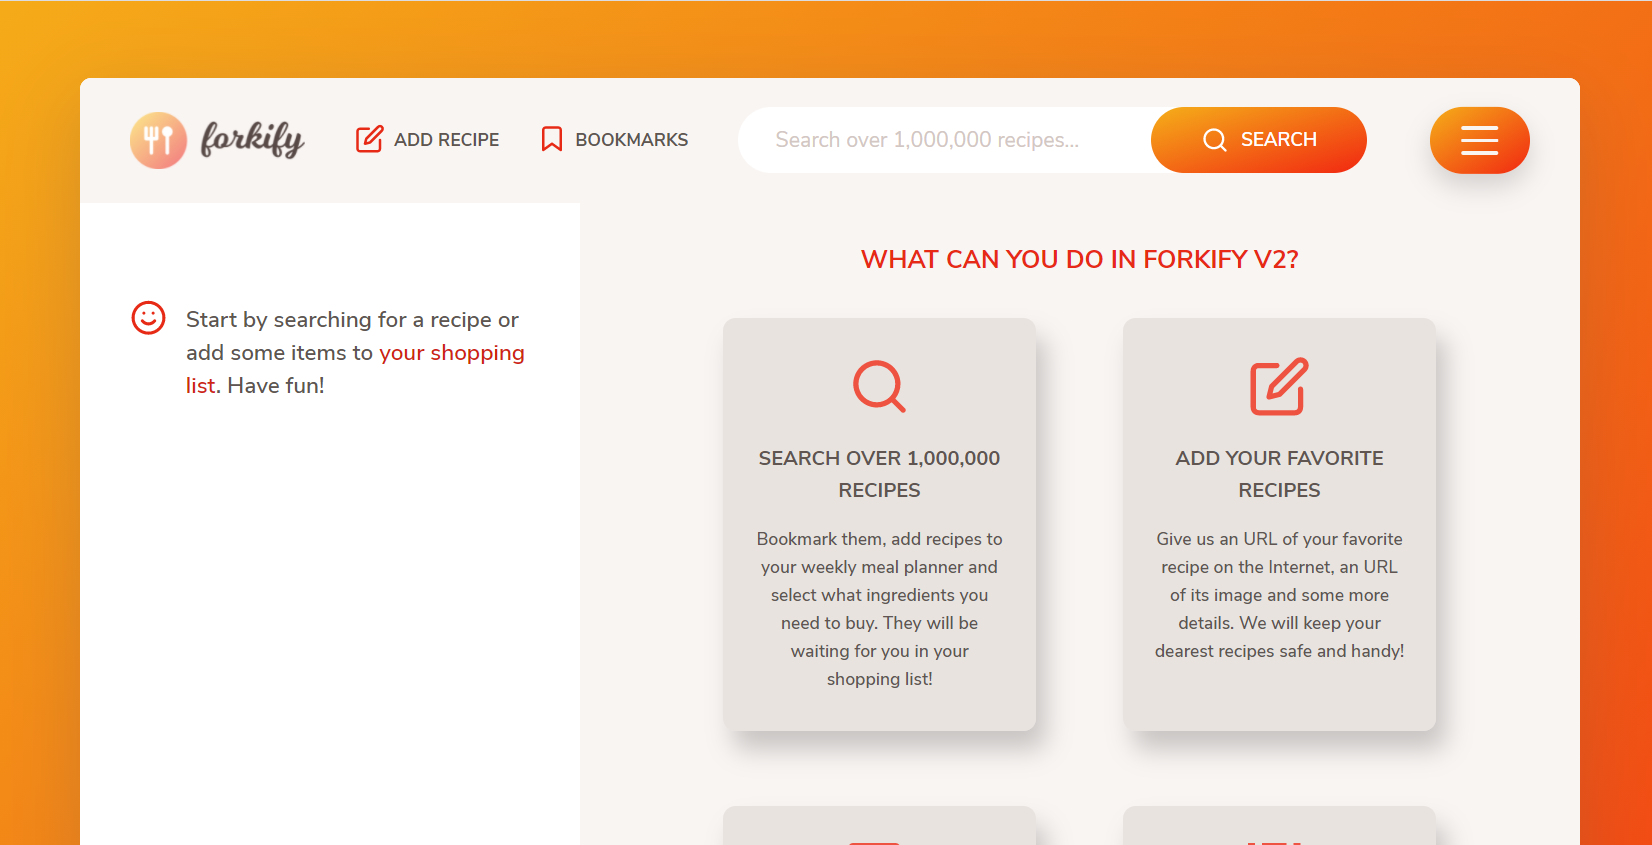 forkify
ADD RECIPE
BOOKMARKS
Search over 1,000,000 recipes...
SEARCH
Start by searching for a recipe or
add some items to your shopping
list. Have fun!
WHAT CAN YOU DO IN FORKIFY V2?
SEARCH OVER 1,000,000
RECIPES
Bookmark them, add recipes to
your weekly meal planner and
select what ingredients you
need to buy. They will be
waiting for you in your
shopping list!
ADD YOUR FAVORITE
RECIPES
Give us an URL of your favorite
recipe on the Internet, an URL
of its image and some more
details. We will keep your
dearest recipes safe and handy!